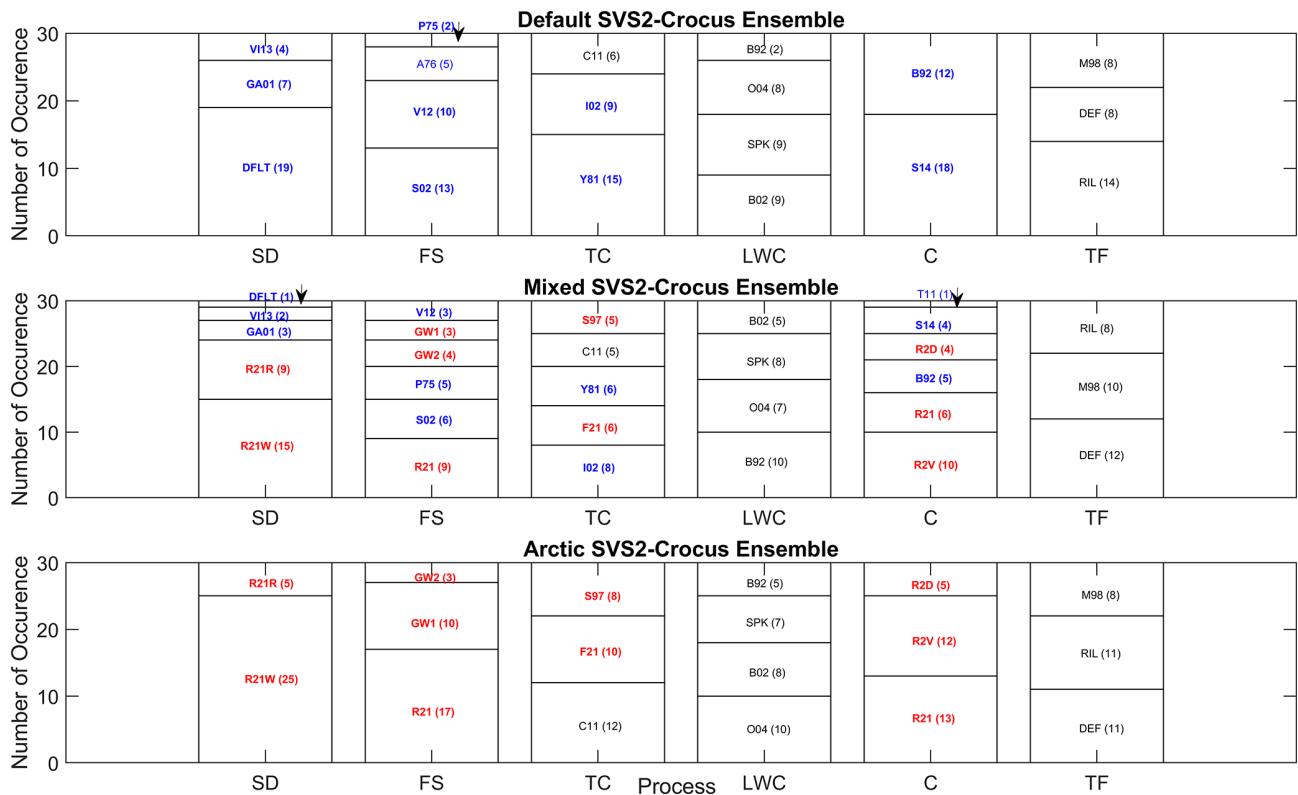 Default SVS2-Crocus Ensemble
Number of Occurence
30
20
10
0
VI13 (4)
GA01 (7)
DFLT (19)
P75 (2)
A76 (5)
V12 (10)
S02 (13)
C11 (6)
I02 (9)
Y81 (15)
B92 (2)
O04 (8)
SPK (9)
B02 (9)
B92 (12)
S14 (18)
M98 (8)
DEF (8)
RIL (14)
SD FS TC LWC C TF
Mixed SVS2-Crocus Ensemble
Number of Occurence
30
20
10
0
DFLT (1)
VI13 (2)
GA01 (3)
R21R (9)
R21W (15)
V12 (3)
GW1 (3)
GW2 (4)
P75 (5)
S02 (6)
R21 (9)
S97 (5)
C11 (5)
Y81 (6)
F21 (6)
I02 (8)
B02 (5)
SPK (8)
O04 (7)
B92 (10)
T11 (1)
S14 (4)
R2D (4)
B92 (5)
R21 (6)
R2V (10)
RIL (8)
M98 (10)
DEF (12)
SD FS TC LWC C TF
Arctic SVS2-Crocus Ensemble
Number of Occurence
30
20
10
0
R21R (5)
R21W (25)
GW2 (3)
GW1 (10)
R21 (17)
S97 (8)
F21 (10)
C11 (12)
B92 (5)
SPK (7)
B02 (8)
O04 (10)
R2D (5)
R2V (12)
R21 (13)
M98 (8)
RIL (11)
DEF (11)
SD FS TC LWC C TF
Process